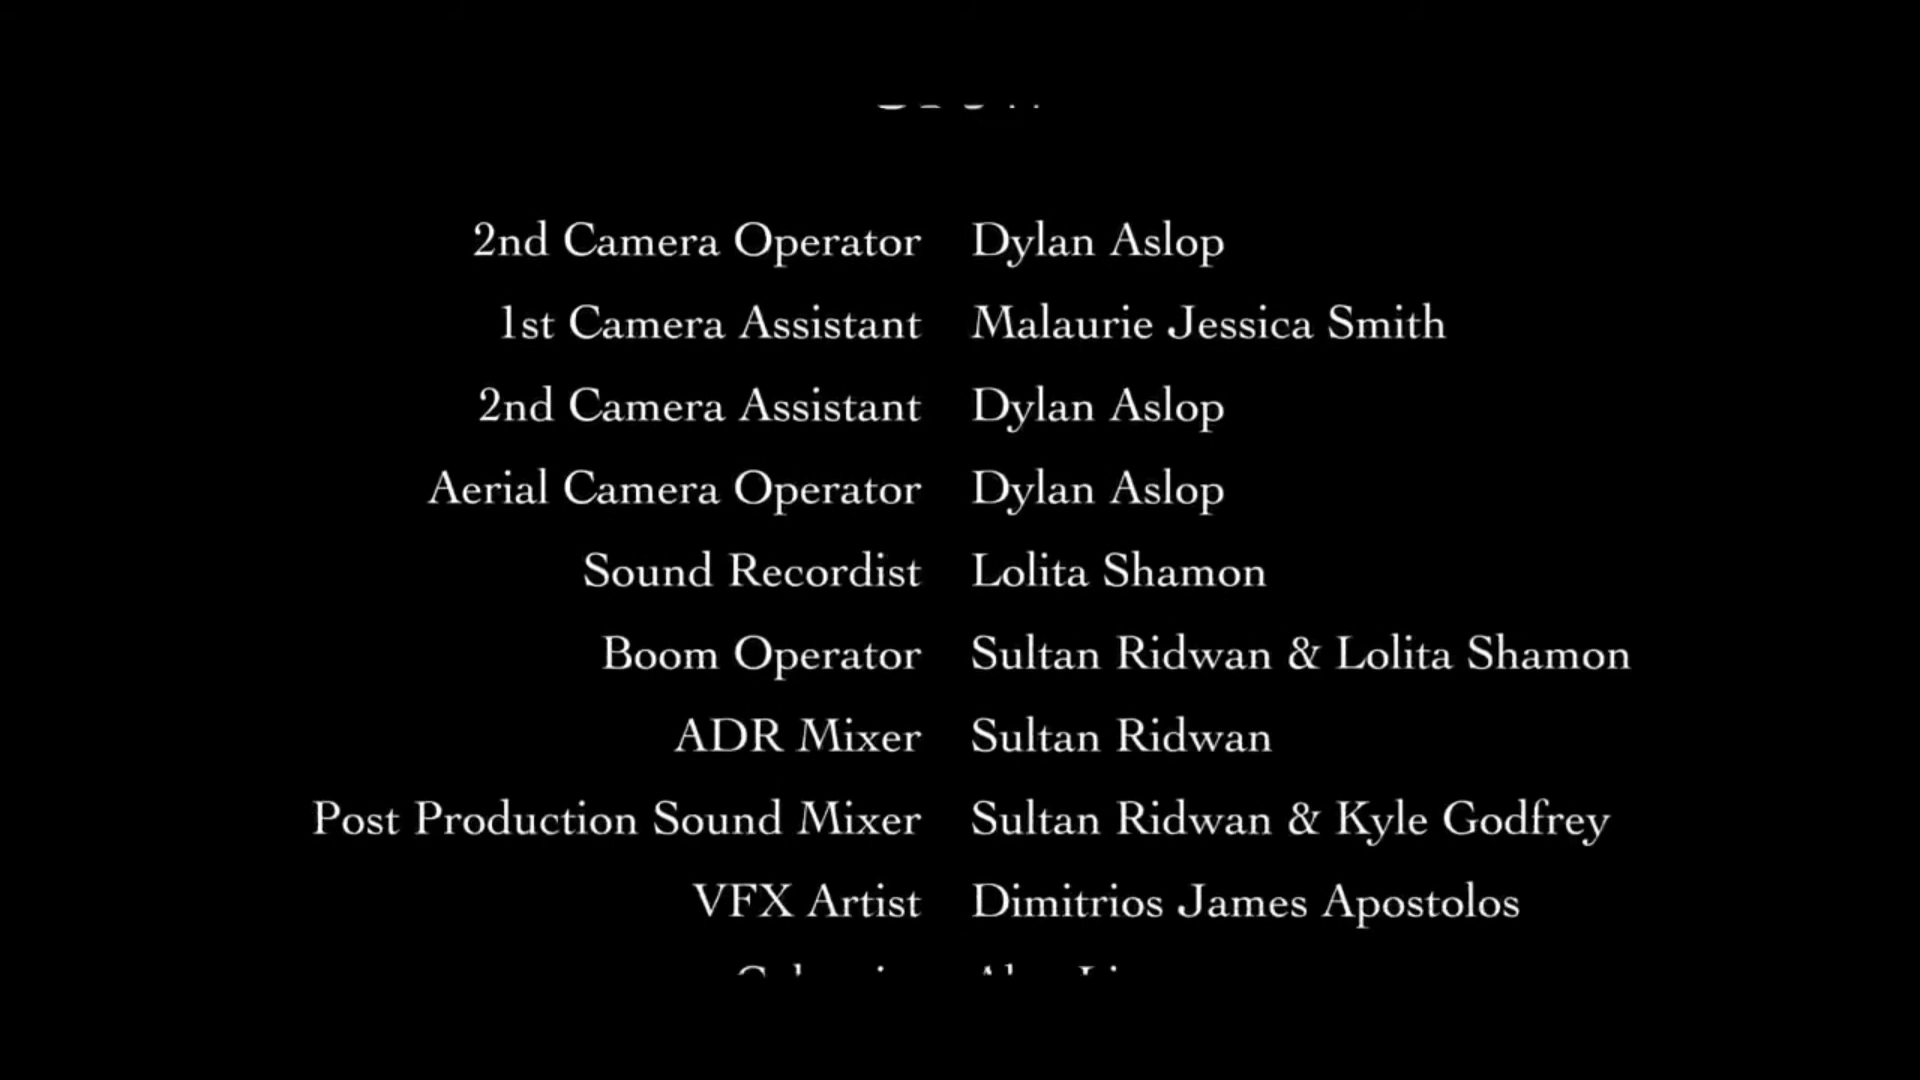 2nd Camera Operator Dylan Aslop
1st Camera Assistant Malaurie Jessica Smith
2nd Camera Assistant Dylan Aslop
Aerial Camera Operator Dylan Aslop
Sound Recordist Lolita Shamon
Boom Operator Sultan Ridwan & Lolita Shamon
ADR Mixer Sultan Ridwan
Post Production Sound Mixer Sultan Ridwan & Kyle Godfrey
VFX Artist Dimitrios James Apostolos